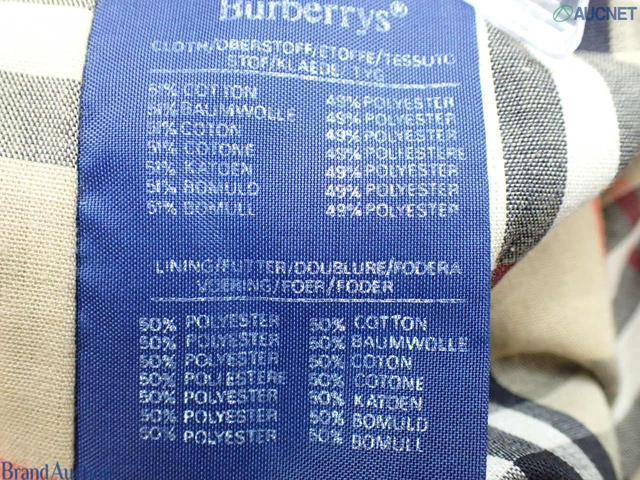 Burberrys®
AUCNET
CLOTH/OBERSTOFF/ETOFFE/TESSUTO
STOF/KLAEDE TYG
51% COTTON 49% POLYESTER
51% BAUMWOLLE 49% POLYESTER
51% COTON 49% POLYESTER
51% COTONE 49% POLIESTERE
51% KATOEN 49% POLYESTER
51% BOMULD 49% POLYESTER
51% BOMULL 49% POLYESTER
LINING/FUTTER/DOUBLURE/FODERA
VOERING/FOER/FODER
50% POLYESTER 50% COTTON
50% POLYESTER 50% BAUMWOLLE
50% POLYESTER 50% COTON
50% POLIESTERE 50% COTONE
50% POLYESTER 50% KATOEN
50% POLYESTER 50% BOMULD
50% POLYESTER 50% BOMULL
Brand